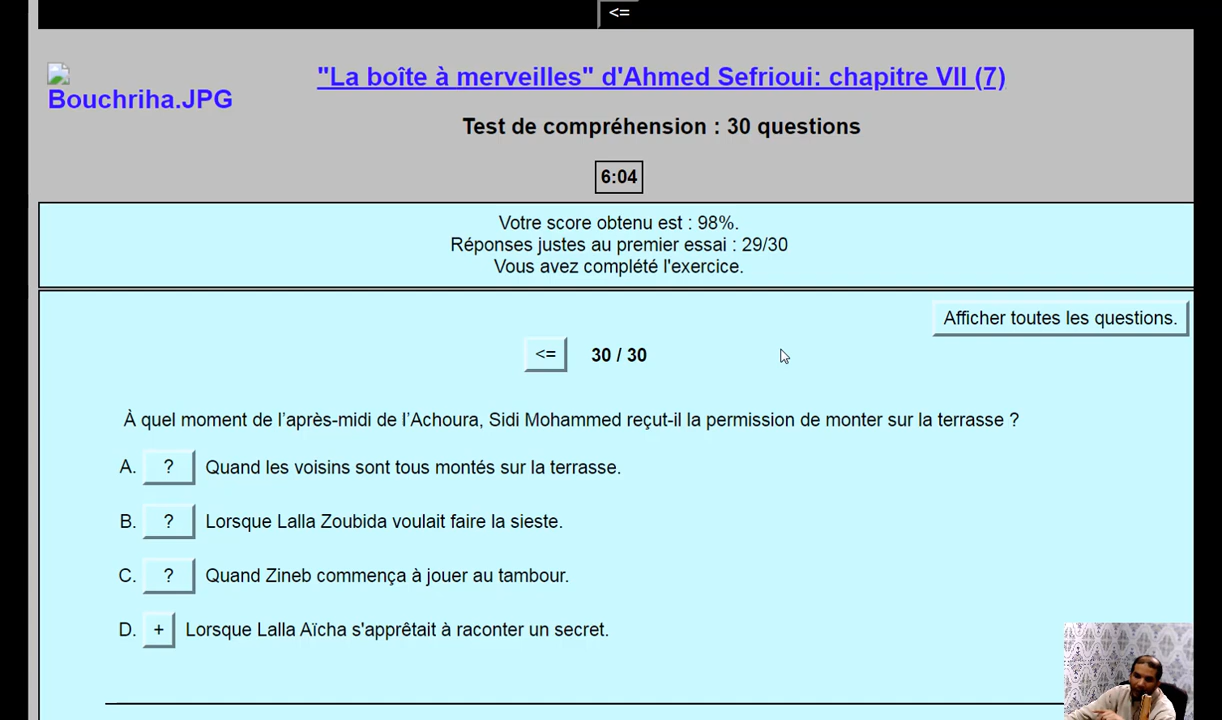 <=
Bouchriha.JPG
"La boîte à merveilles" d'Ahmed Sefrioui: chapitre VII (7)
Test de compréhension : 30 questions
6:04
Votre score obtenu est : 98%.
Réponses justes au premier essai : 29/30
Vous avez complété l'exercice.
Afficher toutes les questions.
<= 30 / 30
À quel moment de l’après-midi de l’Achoura, Sidi Mohammed reçut-il la permission de monter sur la terrasse ?
A. ? Quand les voisins sont tous montés sur la terrasse.
B. ? Lorsque Lalla Zoubida voulait faire la sieste.
C. ? Quand Zineb commença à jouer au tambour.
D. + Lorsque Lalla Aïcha s'apprêtait à raconter un secret.